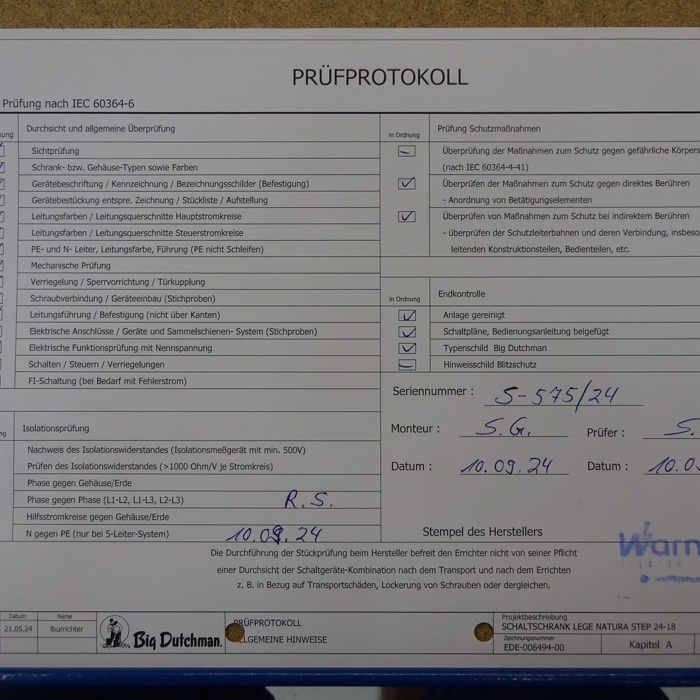 PRÜFPROTOKOLL
Prüfung nach IEC 60364-6
Durchsicht und allgemeine Überprüfung
Sichtprüfung
Schrank- bzw. Gehäuse-Typen sowie Farben
Gerätebeschriftung / Kennzeichnung / Bezeichnungsschilder (Befestigung)
Gerätebestückung entspre. Zeichnung / Stückliste / Aufstellung
Leitungsfarben / Leitungsquerschnitte Hauptstromkreise
Leitungsfarben / Leitungsquerschnitte Steuerstromkreise
PE- und N- Leiter, Leitungsfarbe, Führung (PE nicht Schleifen)
Mechanische Prüfung
Verriegelung / Sperrvorrichtung / Türkupplung
Schraubverbindung / Geräteeinbau (Stichproben)
Leitungsführung / Befestigung (nicht über Kanten)
Elektrische Anschlüsse / Geräte und Sammelschienen- System (Stichproben)
Elektrische Funktionsprüfung mit Nennspannung
Schalten / Steuern / Verriegelungen
FI-Schaltung (bei Bedarf mit Fehlerstrom)
Isolationsprüfung
Nachweis des Isolationswiderstandes (Isolationsmeßgerät mit min. 500V)
Prüfen des Isolationswiderstandes (>1000 Ohm/V je Stromkreis)
Phase gegen Gehäuse/Erde
Phase gegen Phase (L1-L2, L1-L3, L2-L3) R.S.
Hilfsstromkreise gegen Gehäuse/Erde
N gegen PE (nur bei 5-Leiter-System) 10.09.24
in Ordnung Prüfung Schutzmaßnahmen
Überprüfung der Maßnahmen zum Schutz gegen gefährliche Körpers
(nach IEC 60364-4-41)
Überprüfen der Maßnahmen zum Schutz gegen direktes Berühren
- Anordnung von Betätigungselementen
Überprüfen von Maßnahmen zum Schutz bei indirektem Berühren
- überprüfen der Schutzleiterbahnen und deren Verbindung, insbeso
leitenden Konstruktionsteilen, Bedienteilen, etc.
in Ordnung Endkontrolle
Anlage gereinigt
Schaltpläne, Bedienungsanleitung beigefügt
Typenschild Big Dutchman
Hinweisschild Blitzschutz
Seriennummer : S-575/24
Monteur : S.G. Prüfer : S.
Datum : 10.09.24 Datum : 10.0
Stempel des Herstellers
Warn
Die Durchführung der Stückprüfung beim Hersteller befreit den Errichter nicht von seiner Pflicht
einer Durchsicht der Schaltgeräte-Kombination nach dem Transport und nach dem Errichten
z. B. in Bezug auf Transportschäden, Lockerung von Schrauben oder dergleichen.
Datum Name
21.05.24 Iburrichter
Big Dutchman.
PRÜFPROTOKOLL
LGEMEINE HINWEISE
Projektbeschreibung
SCHALTSCHRANK LEGE NATURA STEP 24-18
Zeichnungsnummer
EDE-006494-00 Kapitel A